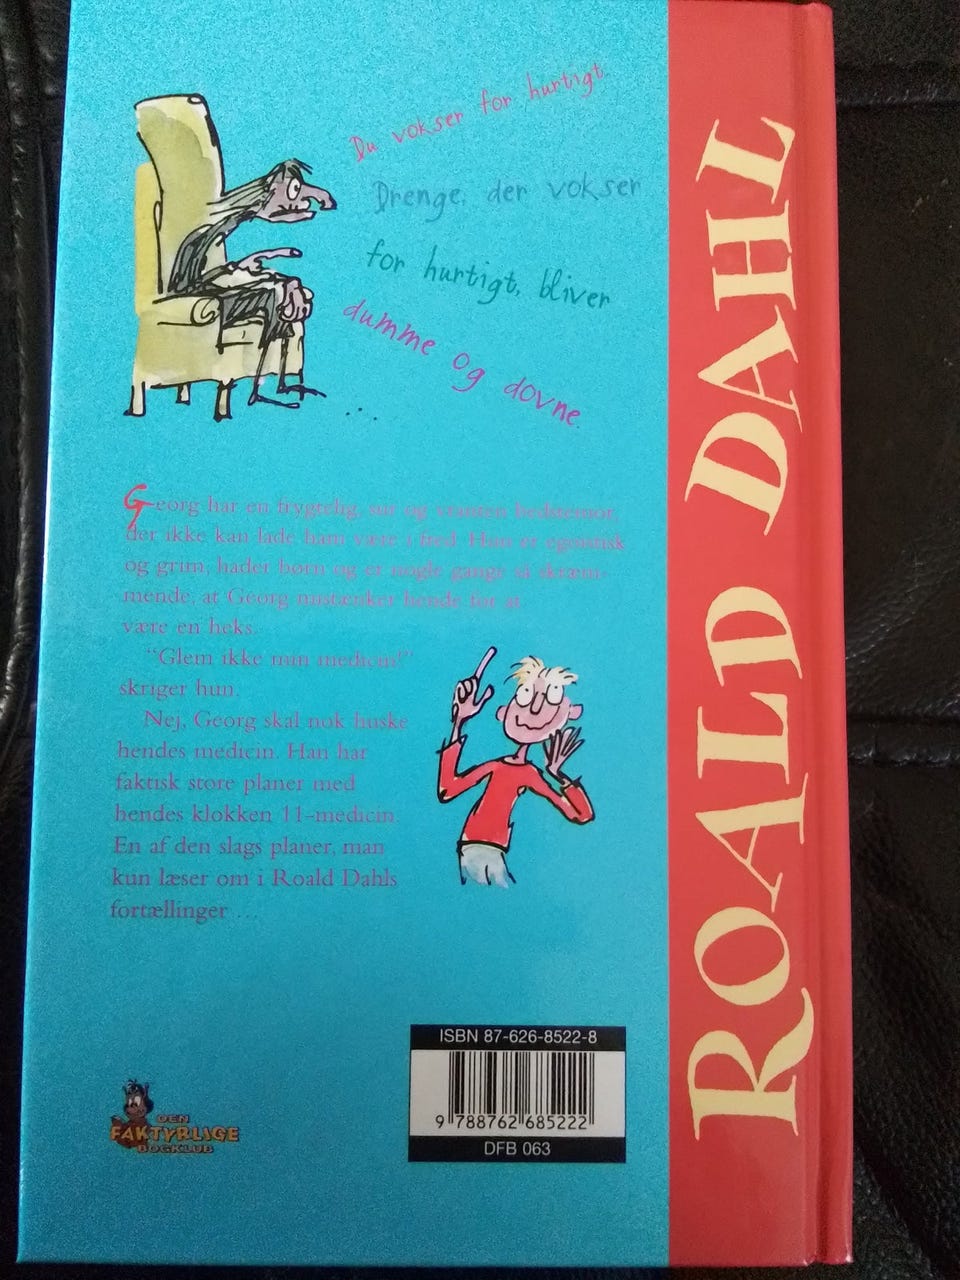 Du vokser for hurtigt.
Drenge, der vokser
for hurtigt, bliver
dumme og dovne.
....
Georg har en frygtelig, sur og vranten bedstemor,
der ikke kan lade ham være i fred. Hun er egoistisk
og grim, hader børn og er nogle gange så skræm-
mende, at Georg mistænker hende for at
være en heks.
"Glem ikke min medicin!"
skriger hun.
Nej, Georg skal nok huske
hendes medicin. Han har
faktisk store planer med
hendes klokken 11-medicin.
En af den slags planer, man
kun læser om i Roald Dahls
fortællinger ...
ISBN 87-626-8522-8
9 788762 685222
DFB 063
DEN
FAKTYRLIGE
BOGKLUB
ROALD DAHL